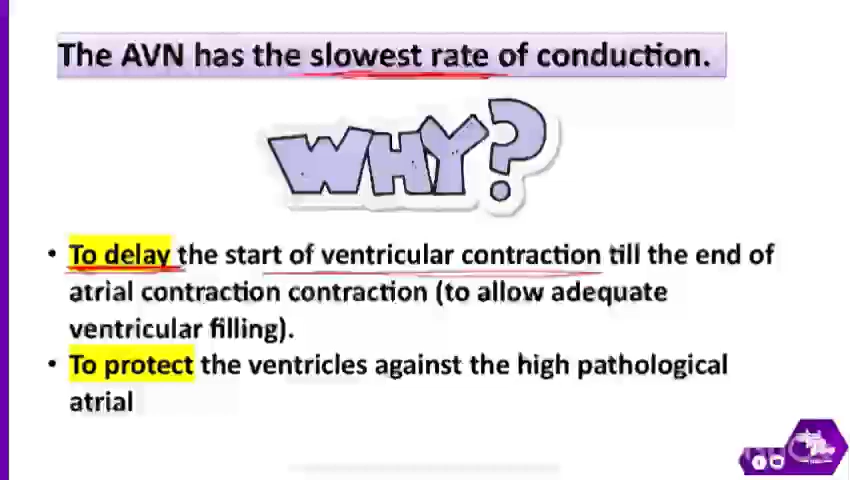 The AVN has the slowest rate of conduction.
WHY?
• To delay the start of ventricular contraction till the end of
atrial contraction contraction (to allow adequate
ventricular filling).
• To protect the ventricles against the high pathological
atrial